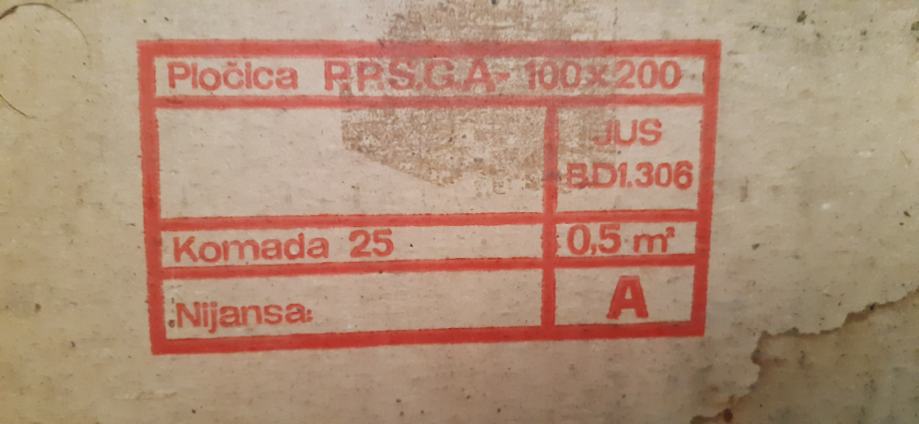 Pločica P.P.S.G.A- 100x200
JUS
B.D1.306
Komada 25
0,5 m²
Nijansa:
A